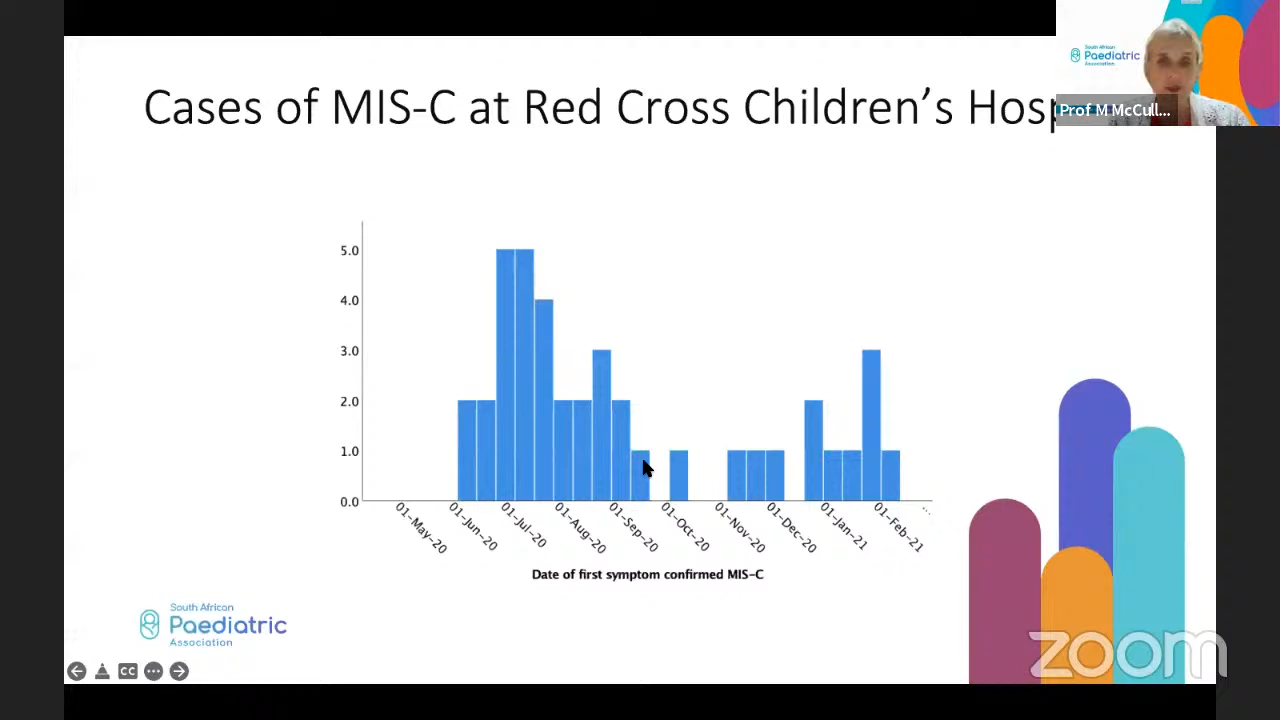 South African
Paediatric
Association
Prof M McCull...
Cases of MIS-C at Red Cross Children's Hosp
5.0
4.0
3.0
2.0
1.0
0.0
01-May-20
01-Jun-20
01-Jul-20
01-Aug-20
01-Sep-20
01-Oct-20
01-Nov-20
01-Dec-20
01-Jan-21
01-Feb-21
...
Date of first symptom confirmed MIS-C
South African
Paediatric
Association
CC
zoom